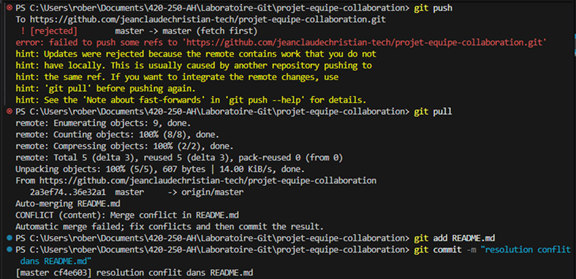 PS C:\Users\rober\Documents\420-250-AH\Laboratoire-Git\projet-equipe-collaboration> git push
To https://github.com/jeanclaudechristian-tech/projet-equipe-collaboration.git
! [rejected] master -> master (fetch first)
error: failed to push some refs to 'https://github.com/jeanclaudechristian-tech/projet-equipe-collaboration.git'
hint: Updates were rejected because the remote contains work that you do not
hint: have locally. This is usually caused by another repository pushing to
hint: the same ref. If you want to integrate the remote changes, use
hint: 'git pull' before pushing again.
hint: See the 'Note about fast-forwards' in 'git push --help' for details.
PS C:\Users\rober\Documents\420-250-AH\Laboratoire-Git\projet-equipe-collaboration> git pull
remote: Enumerating objects: 9, done.
remote: Counting objects: 100% (8/8), done.
remote: Compressing objects: 100% (2/2), done.
remote: Total 5 (delta 3), reused 5 (delta 3), pack-reused 0 (from 0)
Unpacking objects: 100% (5/5), 607 bytes | 14.00 KiB/s, done.
From https://github.com/jeanclaudechristian-tech/projet-equipe-collaboration
2a3ef74..36e32a1 master -> origin/master
Auto-merging README.md
CONFLICT (content): Merge conflict in README.md
Automatic merge failed; fix conflicts and then commit the result.
PS C:\Users\rober\Documents\420-250-AH\Laboratoire-Git\projet-equipe-collaboration> git add README.md
PS C:\Users\rober\Documents\420-250-AH\Laboratoire-Git\projet-equipe-collaboration> git commit -m "resolution conflit
dans README.md"
[master cf4e603] resolution conflit dans README.md